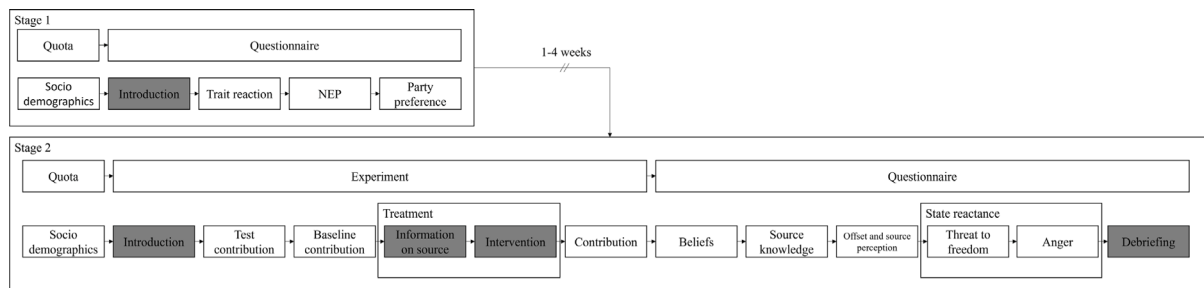 Stage 1
Quota
Questionnaire
Socio
demographics
Introduction
Trait reaction
NEP
Party
preference
1-4 weeks
Stage 2
Quota
Experiment
Questionnaire
Treatment
State reactance
Socio
demographics
Introduction
Test
contribution
Baseline
contribution
Information
on source
Intervention
Contribution
Beliefs
Source
knowledge
Offset and source
perception
Threat to
freedom
Anger
Debriefing